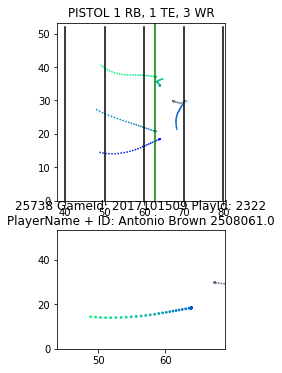 PISTOL 1 RB, 1 TE, 3 WR
50
40
30
20
10
0
40 50 60 70 80
25738 GameId: 2017101509 PlayId: 2322
PlayerName + ID: Antonio Brown 2508061.0
40
20
0
50 60